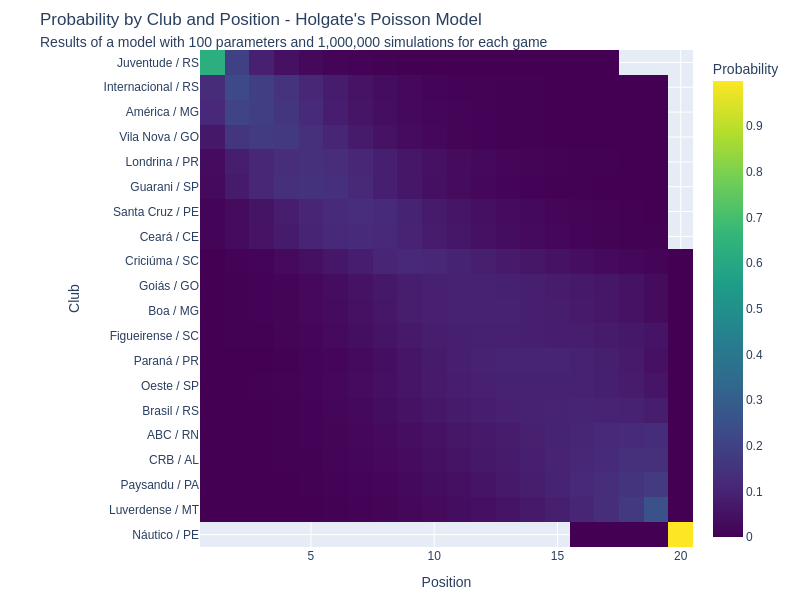 Probability by Club and Position - Holgate's Poisson Model
Results of a model with 100 parameters and 1,000,000 simulations for each game
Probability
Juventude / RS
Internacional / RS
América / MG
Vila Nova / GO
Londrina / PR
Guarani / SP
Santa Cruz / PE
Ceará / CE
Criciúma / SC
Goiás / GO
Boa / MG
Figueirense / SC
Paraná / PR
Oeste / SP
Brasil / RS
ABC / RN
CRB / AL
Paysandu / PA
Luverdense / MT
Náutico / PE
Club
5
10
15
20
Position
0.9
0.8
0.7
0.6
0.5
0.4
0.3
0.2
0.1
0